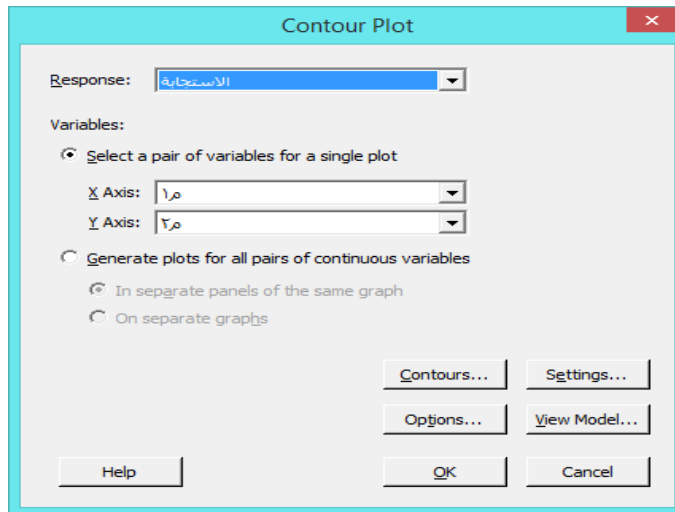 Contour Plot
Response: الاستجابة
Variables:
Select a pair of variables for a single plot
X Axis: م١
Y Axis: م٢
Generate plots for all pairs of continuous variables
In separate panels of the same graph
On separate graphs
Contours... Settings...
Options... View Model...
Help OK Cancel